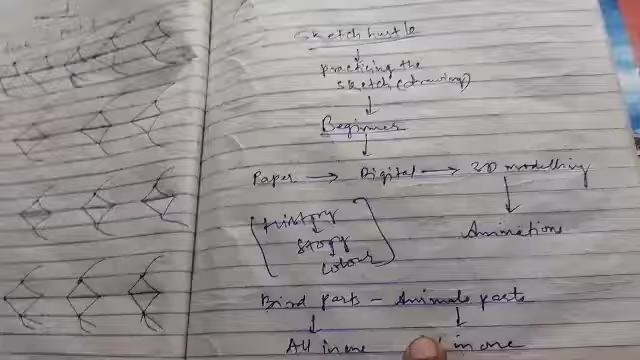 Sketch hustle
↓
practicing the
sketch (drawing)
↓
Beginner
↓
Paper → Digital → 3D modelling
↓
History
↓
Story
colour
Animations
Bird parts - Animals parts
↓ ↓
All in one in one